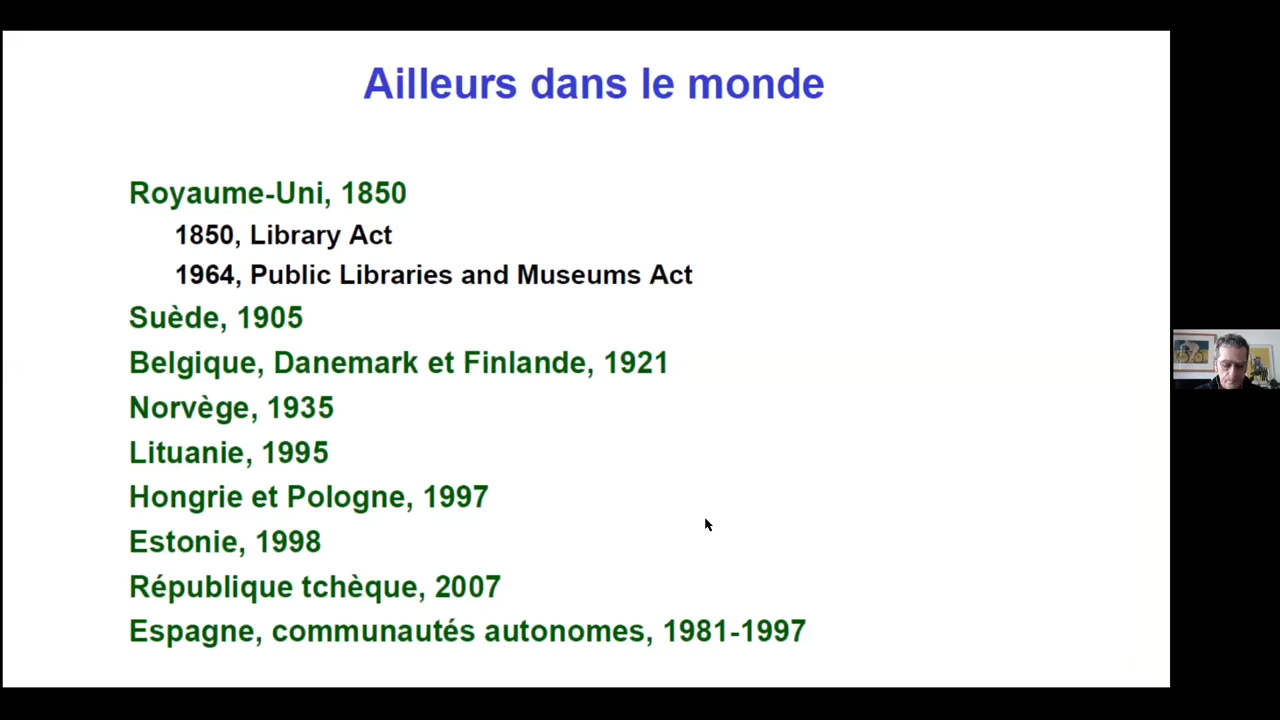 Ailleurs dans le monde
Royaume-Uni, 1850
1850, Library Act
1964, Public Libraries and Museums Act
Suède, 1905
Belgique, Danemark et Finlande, 1921
Norvège, 1935
Lituanie, 1995
Hongrie et Pologne, 1997
Estonie, 1998
République tchèque, 2007
Espagne, communautés autonomes, 1981-1997